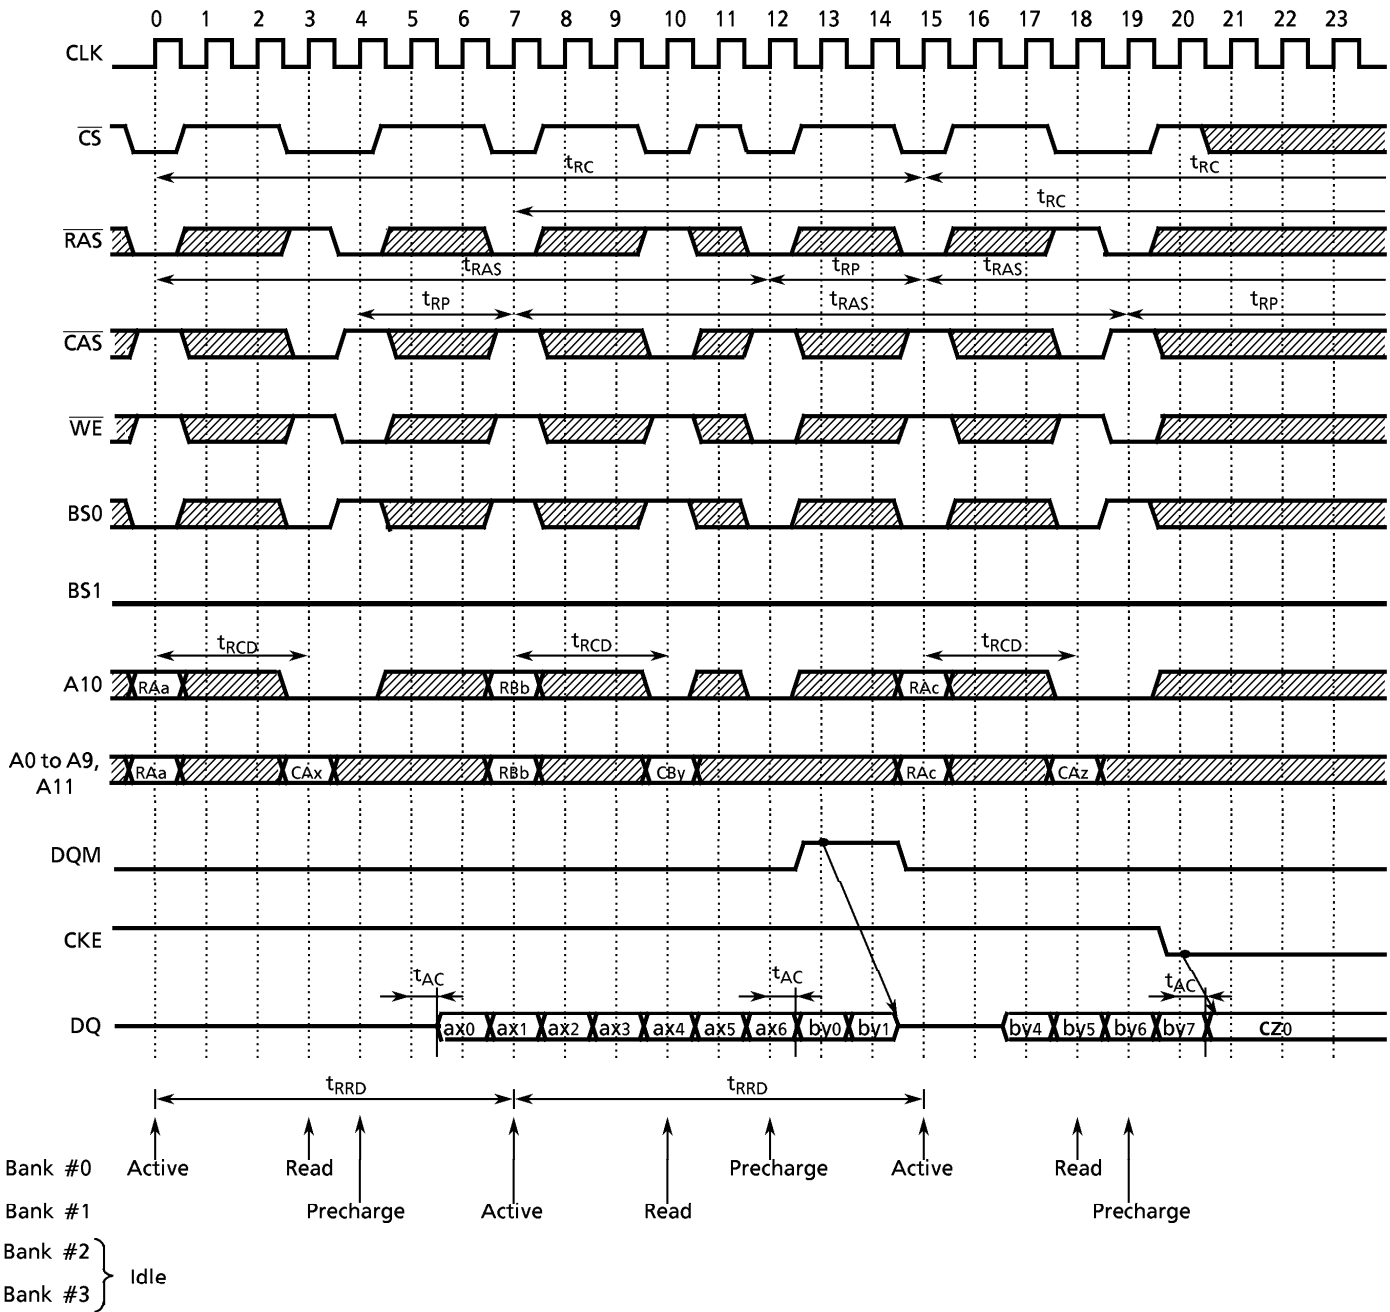 0 1 2 3 4 5 6 7 8 9 10 11 12 13 14 15 16 17 18 19 20 21 22 23
CLK
CS
tRC tRC
tRC
RAS
tRAS tRP tRAS
tRP tRAS tRP
CAS
WE
BS0
BS1
tRCD tRCD tRCD
A10 RAa RBb RAc
A0 to A9,
A11
RAa CAx RBb CBy RAc CAz
DQM
CKE
tAC tAC tAC
DQ ax0 ax1 ax2 ax3 ax4 ax5 ax6 by0 by1 by4 by5 by6 by7 cz0
tRRD tRRD
Bank #0 Active Read Precharge Active Read
Bank #1 Precharge Active Read Precharge
Bank #2
Idle
Bank #3